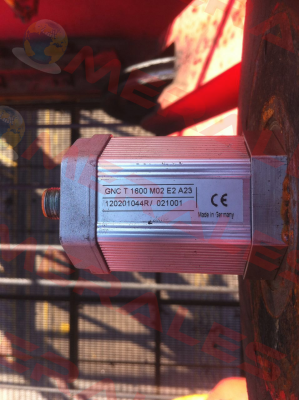 GNC T 1600 M02 E2 A23
120201044R/ 021001
CE
Made in Germany